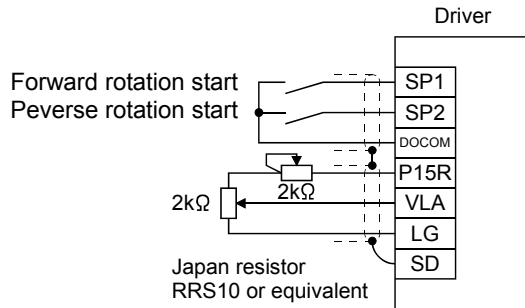 Driver
Forward rotation start
SP1
Peverse rotation start
SP2
DOCOM
P15R
2kΩ
2kΩ
VLA
LG
SD
Japan resistor
RRS10 or equivalent